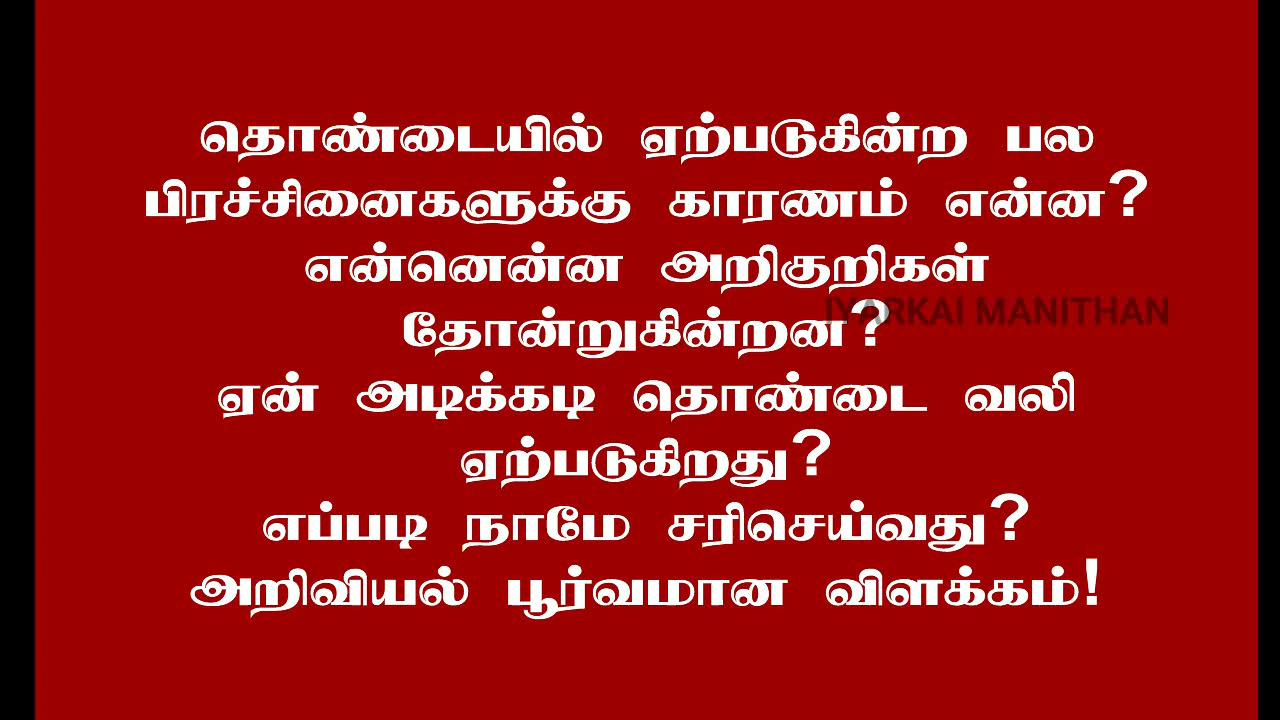 தொண்டையில் ஏற்படுகின்ற பல
பிரச்சினைகளுக்கு காரணம் என்ன?
என்னென்ன அறிகுறிகள்
IYARKAI MANITHAN
தோன்றுகின்றன?
ஏன் அடிக்கடி தொண்டை வலி
ஏற்படுகிறது?
எப்படி நாமே சரிசெய்வது?
அறிவியல் பூர்வமான விளக்கம்!